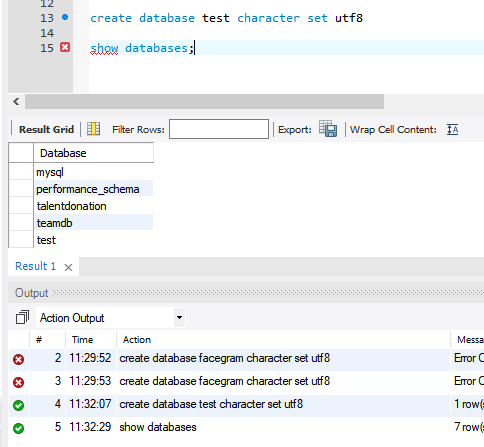 12
13 create database test character set utf8
14
15 show databases;
Result Grid Filter Rows: Export: Wrap Cell Content:
Database
mysql
performance_schema
talentdonation
teamdb
test
Result 1
Output
Action Output
# Time Action Messa
2 11:29:52 create database facegram character set utf8 Error C
3 11:29:53 create database facegram character set utf8 Error C
4 11:32:07 create database test character set utf8 1 row(s
5 11:32:29 show databases 7 row(s